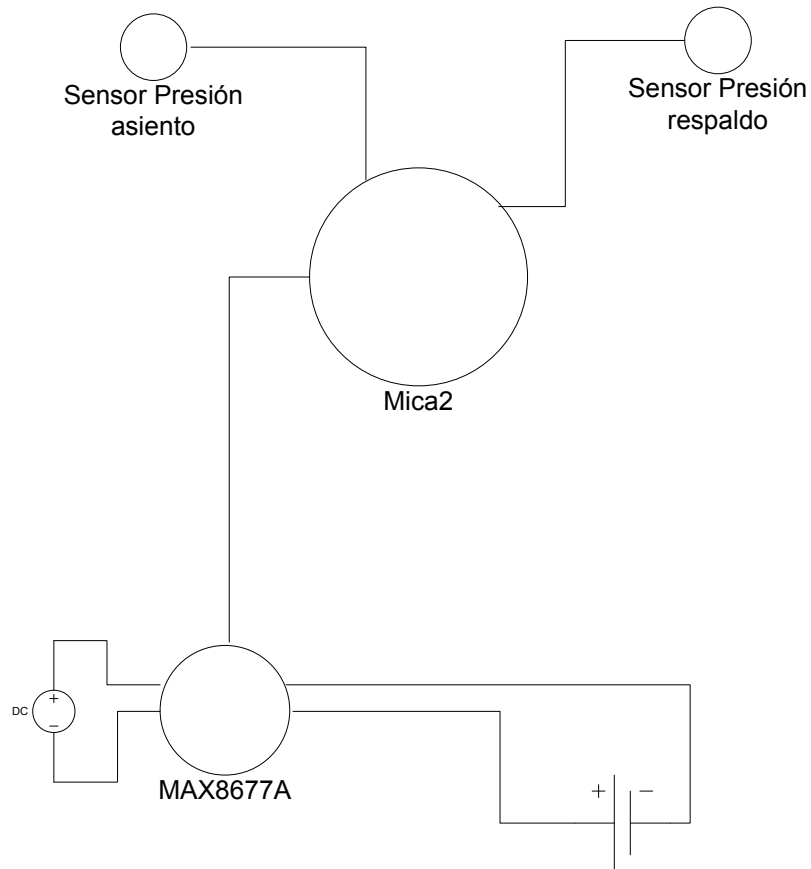 Sensor Presión
asiento
Sensor Presión
respaldo
Mica2
DC
+
−
MAX8677A
+
−